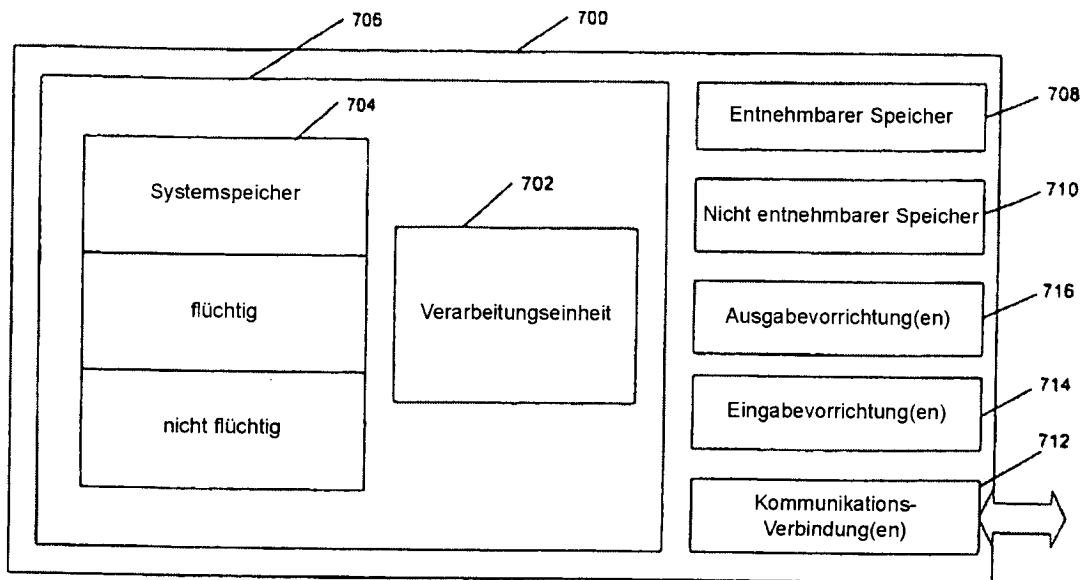 706
700
704
Systemspeicher
flüchtig
nicht flüchtig
702
Verarbeitungseinheit
Entnehmbarer Speicher
708
Nicht entnehmbarer Speicher
710
Ausgabevorrichtung(en)
716
Eingabevorrichtung(en)
714
712
Kommunikations-
Verbindung(en)